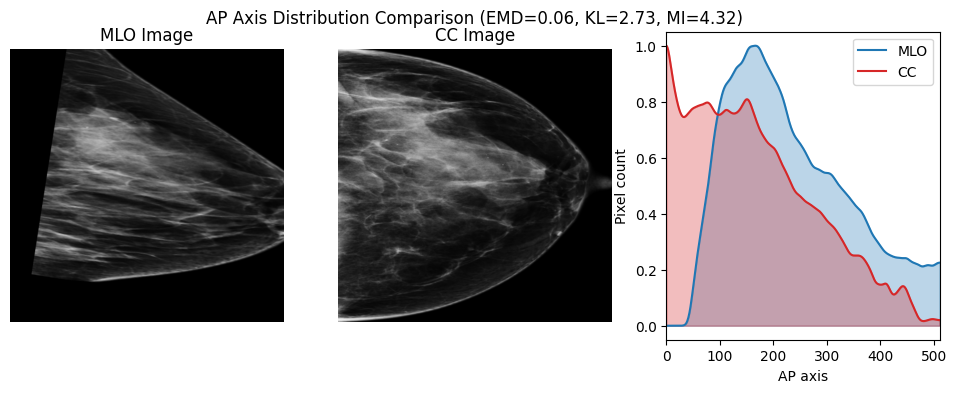 AP Axis Distribution Comparison (EMD=0.06, KL=2.73, MI=4.32)
MLO Image
CC Image
MLO
CC
Pixel count
1.0
0.8
0.6
0.4
0.2
0.0
0 100 200 300 400 500
AP axis